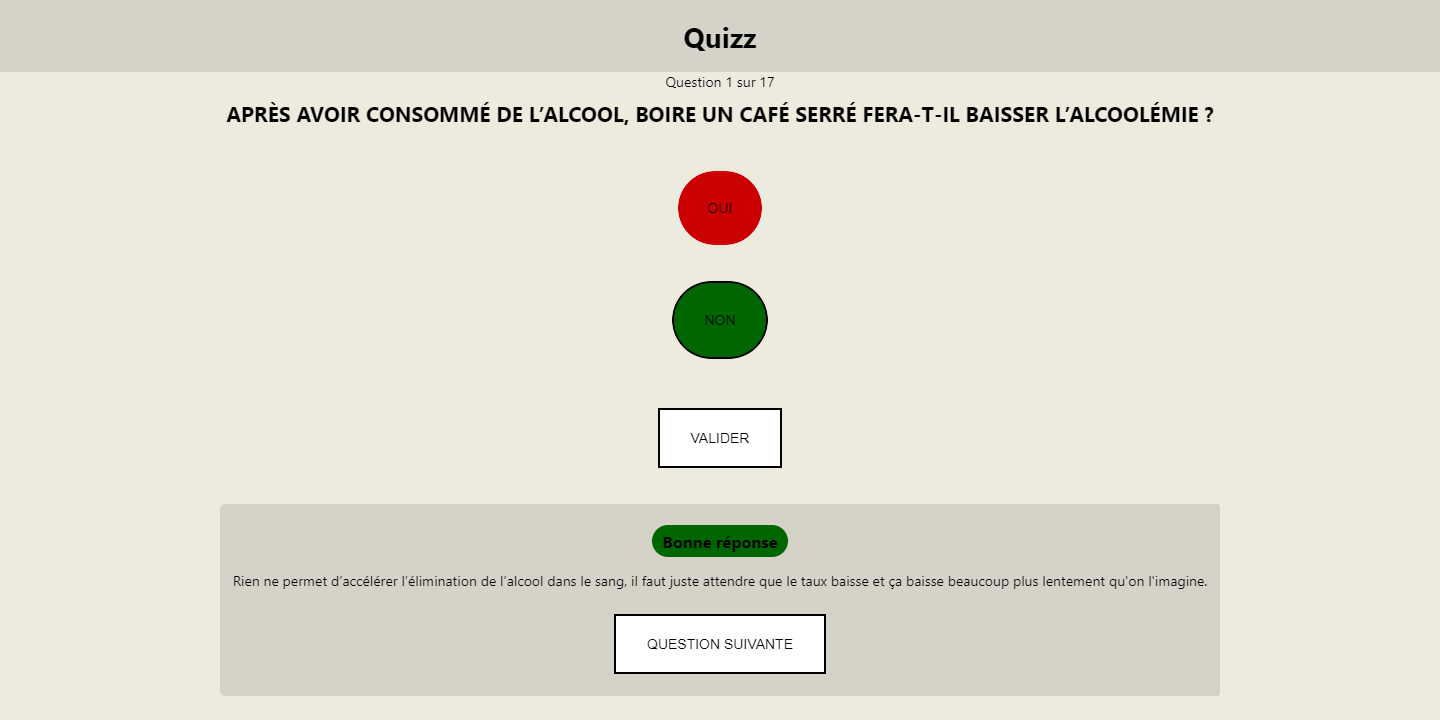 Quizz
Question 1 sur 17
APRÈS AVOIR CONSOMMÉ DE L’ALCOOL, BOIRE UN CAFÉ SERRÉ FERA-T-IL BAISSER L’ALCOOLÉMIE ?
OUI
NON
VALIDER
Bonne réponse
Rien ne permet d’accélérer l’élimination de l’alcool dans le sang, il faut juste attendre que le taux baisse et ça baisse beaucoup plus lentement qu'on l'imagine.
QUESTION SUIVANTE